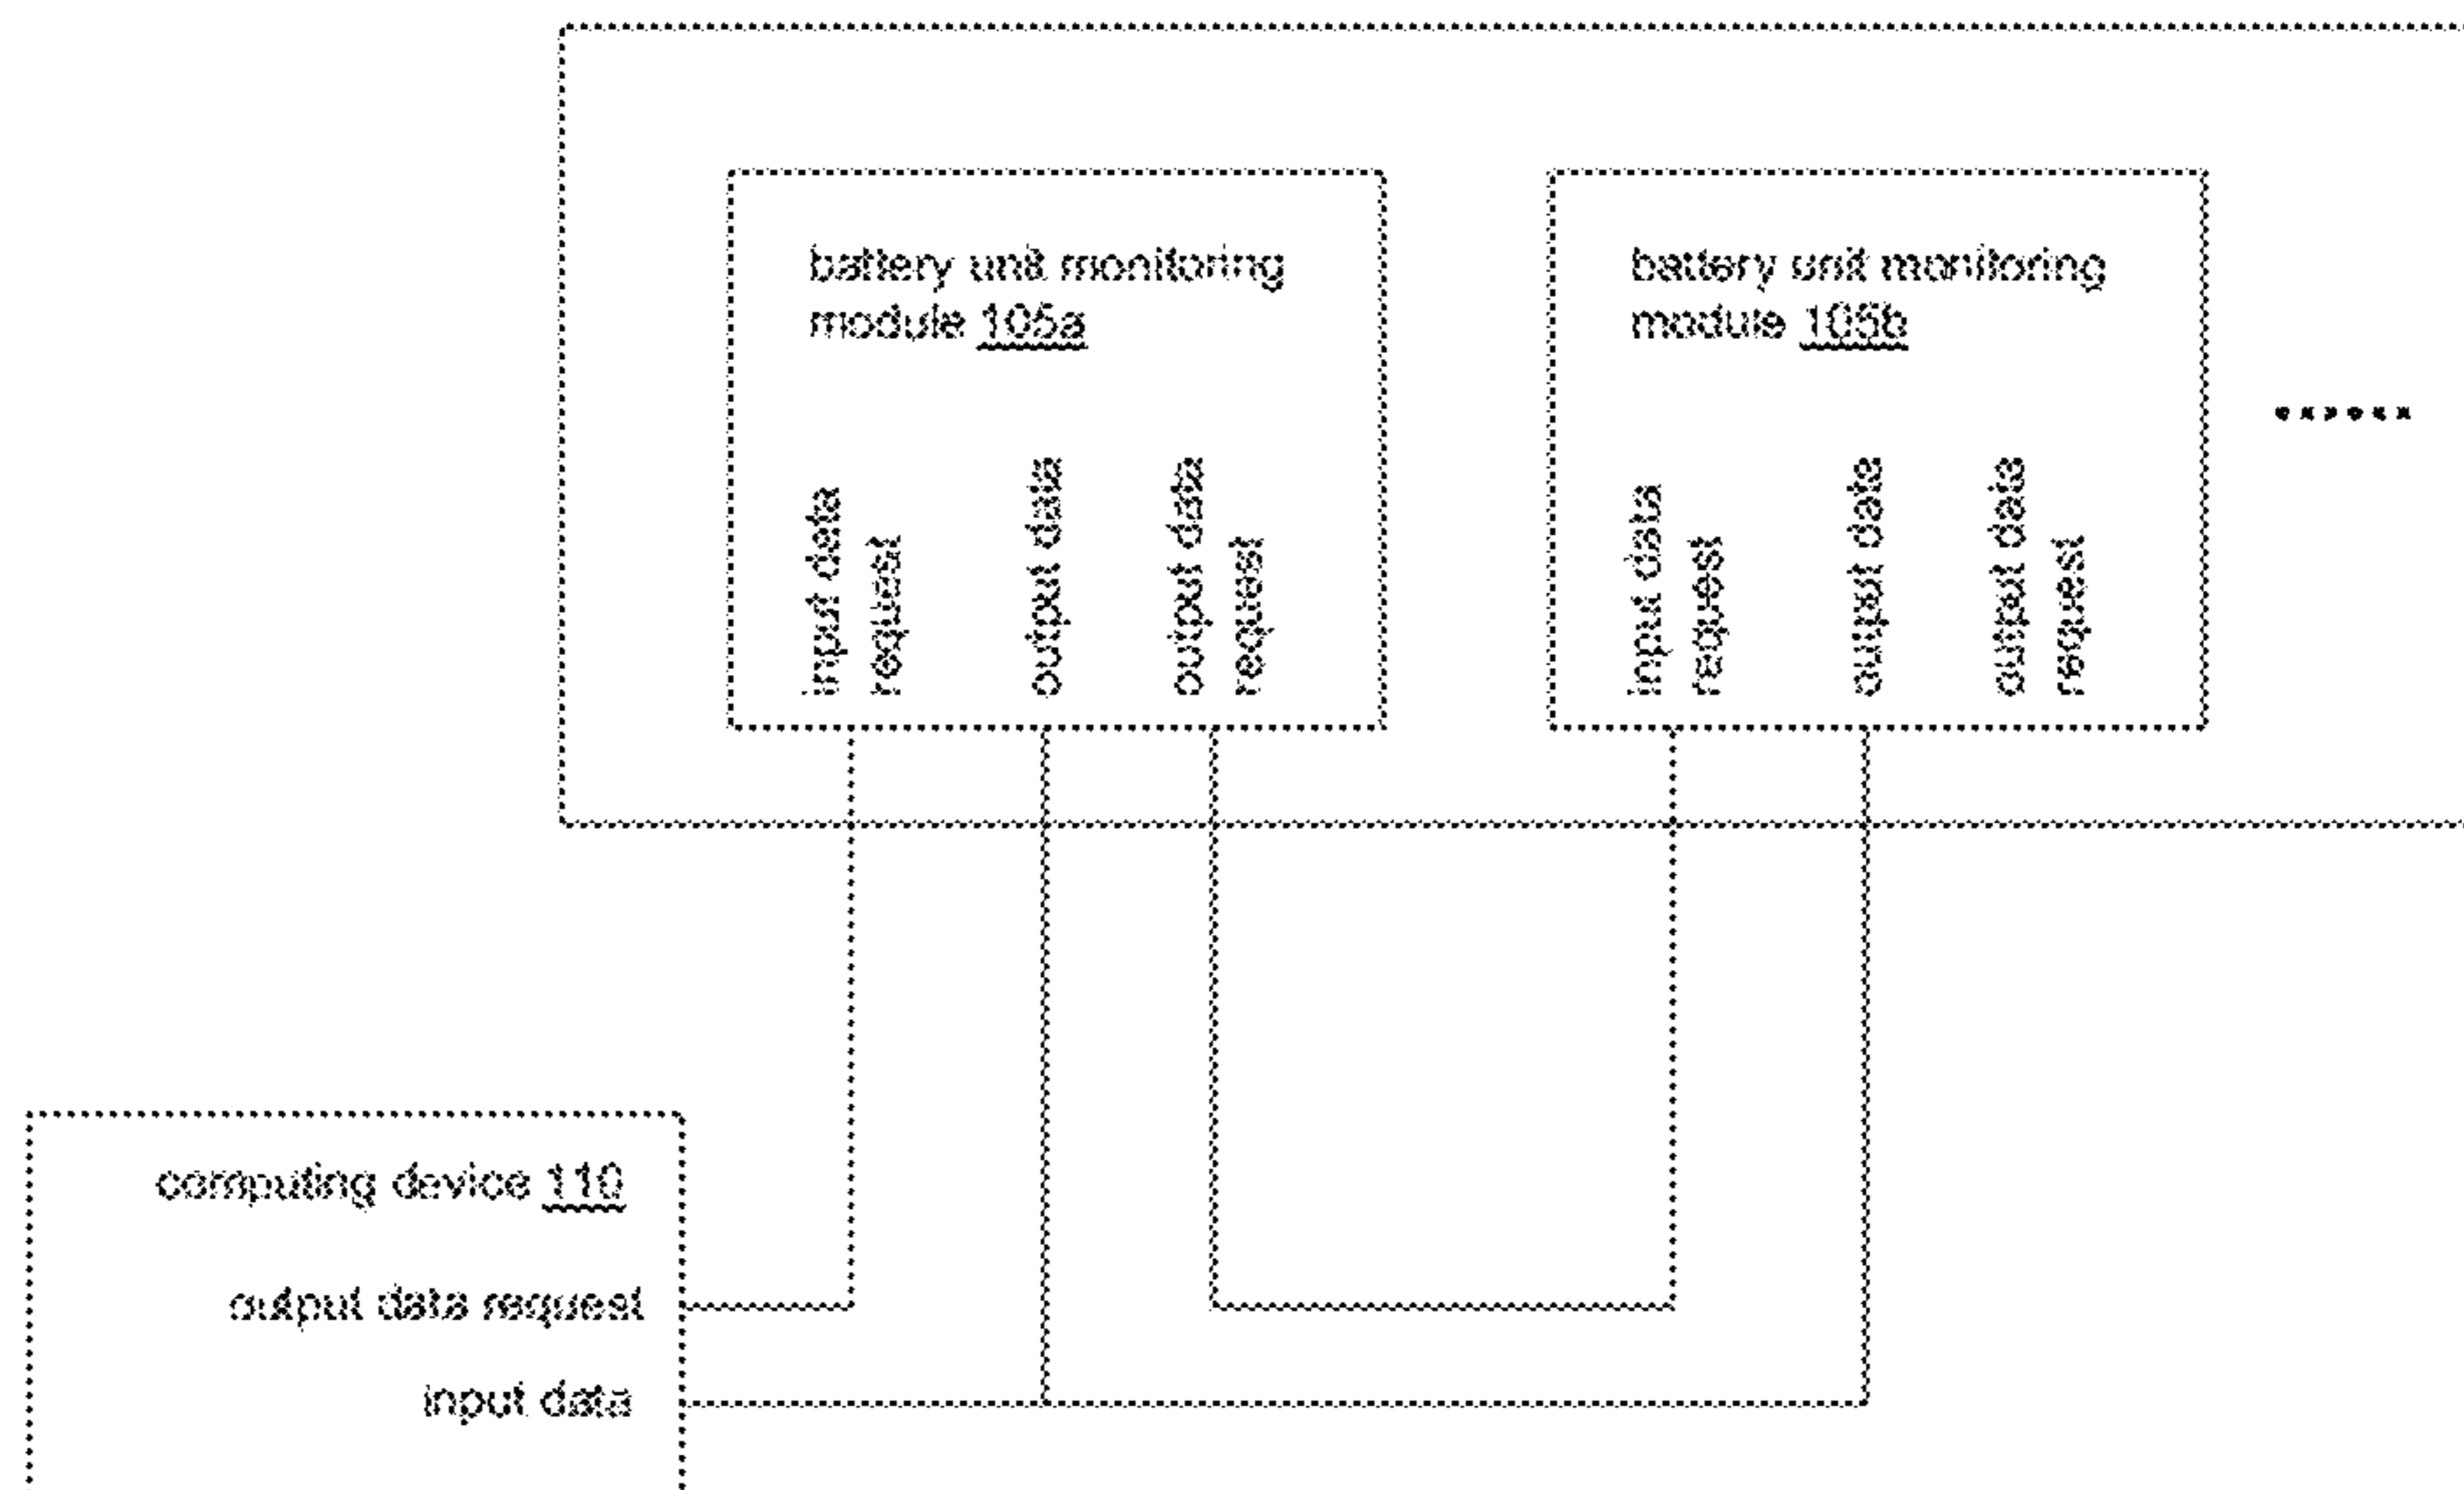 battery unit monitoring
module 105a
input data
request
output data
output data
request
battery unit monitoring
module 105b
input data
request
output data
output data
request
......
computing device 110
output data request
input data